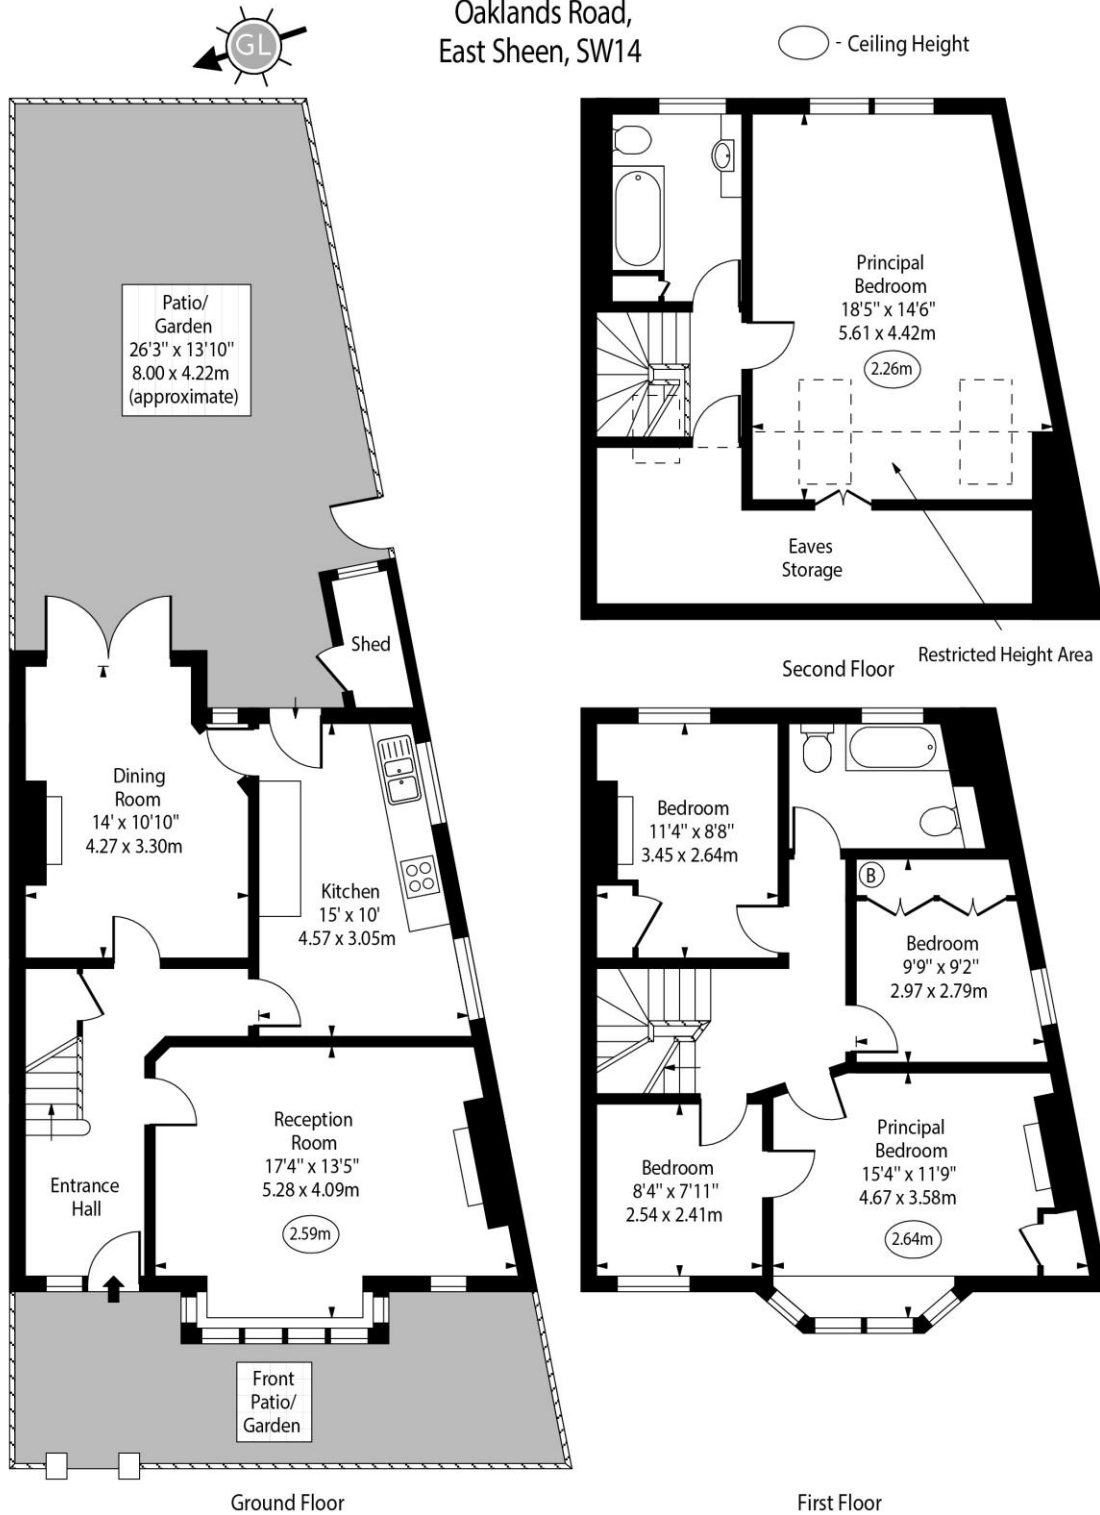 Oaklands Road,
East Sheen, SW14
GL
- Ceiling Height
Patio/
Garden
26'3" x 13'10"
8.00 x 4.22m
(approximate)
Shed
Dining
Room
14' x 10'10"
4.27 x 3.30m
Kitchen
15' x 10'
4.57 x 3.05m
Reception
Room
17'4" x 13'5"
5.28 x 4.09m
2.59m
Entrance
Hall
Front
Patio/
Garden
Ground Floor
Principal
Bedroom
18'5" x 14'6"
5.61 x 4.42m
2.26m
Eaves
Storage
Restricted Height Area
Second Floor
Bedroom
11'4" x 8'8"
3.45 x 2.64m
B
Bedroom
9'9" x 9'2"
2.97 x 2.79m
Bedroom
8'4" x 7'11"
2.54 x 2.41m
Principal
Bedroom
15'4" x 11'9"
4.67 x 3.58m
2.64m
First Floor